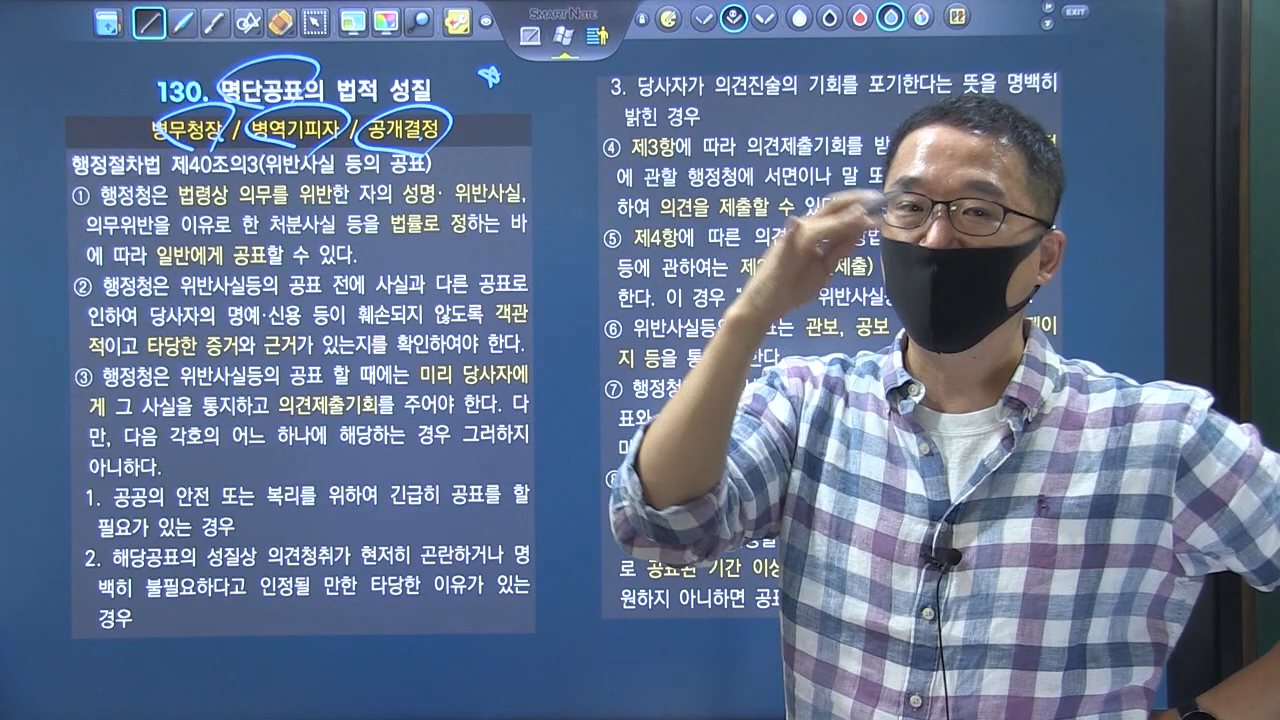 SMART NOTE
EXIT
130. 명단공표의 법적 성질
병무청장 / 병역기피자 / 공개결정
행정절차법 제40조의3(위반사실 등의 공표)
① 행정청은 법령상 의무를 위반한 자의 성명· 위반사실,
의무위반을 이유로 한 처분사실 등을 법률로 정하는 바
에 따라 일반에게 공표할 수 있다.
② 행정청은 위반사실등의 공표 전에 사실과 다른 공표로
인하여 당사자의 명예·신용 등이 훼손되지 않도록 객관
적이고 타당한 증거와 근거가 있는지를 확인하여야 한다.
③ 행정청은 위반사실등의 공표 할 때에는 미리 당사자에
게 그 사실을 통지하고 의견제출기회를 주어야 한다. 다
만, 다음 각호의 어느 하나에 해당하는 경우 그러하지
아니하다.
1. 공공의 안전 또는 복리를 위하여 긴급히 공표를 할
필요가 있는 경우
2. 해당공표의 성질상 의견청취가 현저히 곤란하거나 명
백히 불필요하다고 인정될 만한 타당한 이유가 있는
경우
3. 당사자가 의견진술의 기회를 포기한다는 뜻을 명백히
밝힌 경우
④ 제3항에 따라 의견제출기회를 받
에 관할 행정청에 서면이나 말 또
하여 의견을 제출할 수 있다
⑤ 제4항에 따른 의견 방법
등에 관하여는 제 제출)
한다. 이 경우 위반사실등
⑥ 위반사실등의 공표는 관보, 공보
지 등을 통 한다.
⑦ 행정청
표와
로 공표된 기간 이상
원하지 아니하면 공표